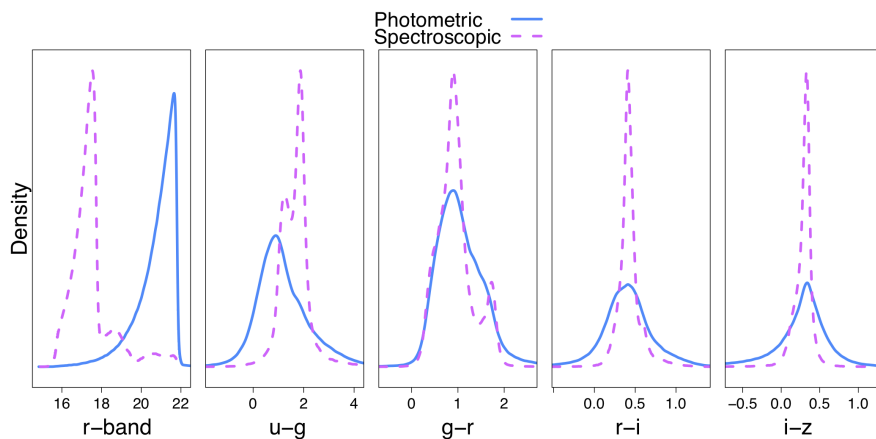 Photometric
Spectroscopic
Density
16 18 20 22
0 2 4
0 1 2
0.0 0.5 1.0
−0.5 0.0 0.5 1.0
r−band
u−g
g−r
r−i
i−z